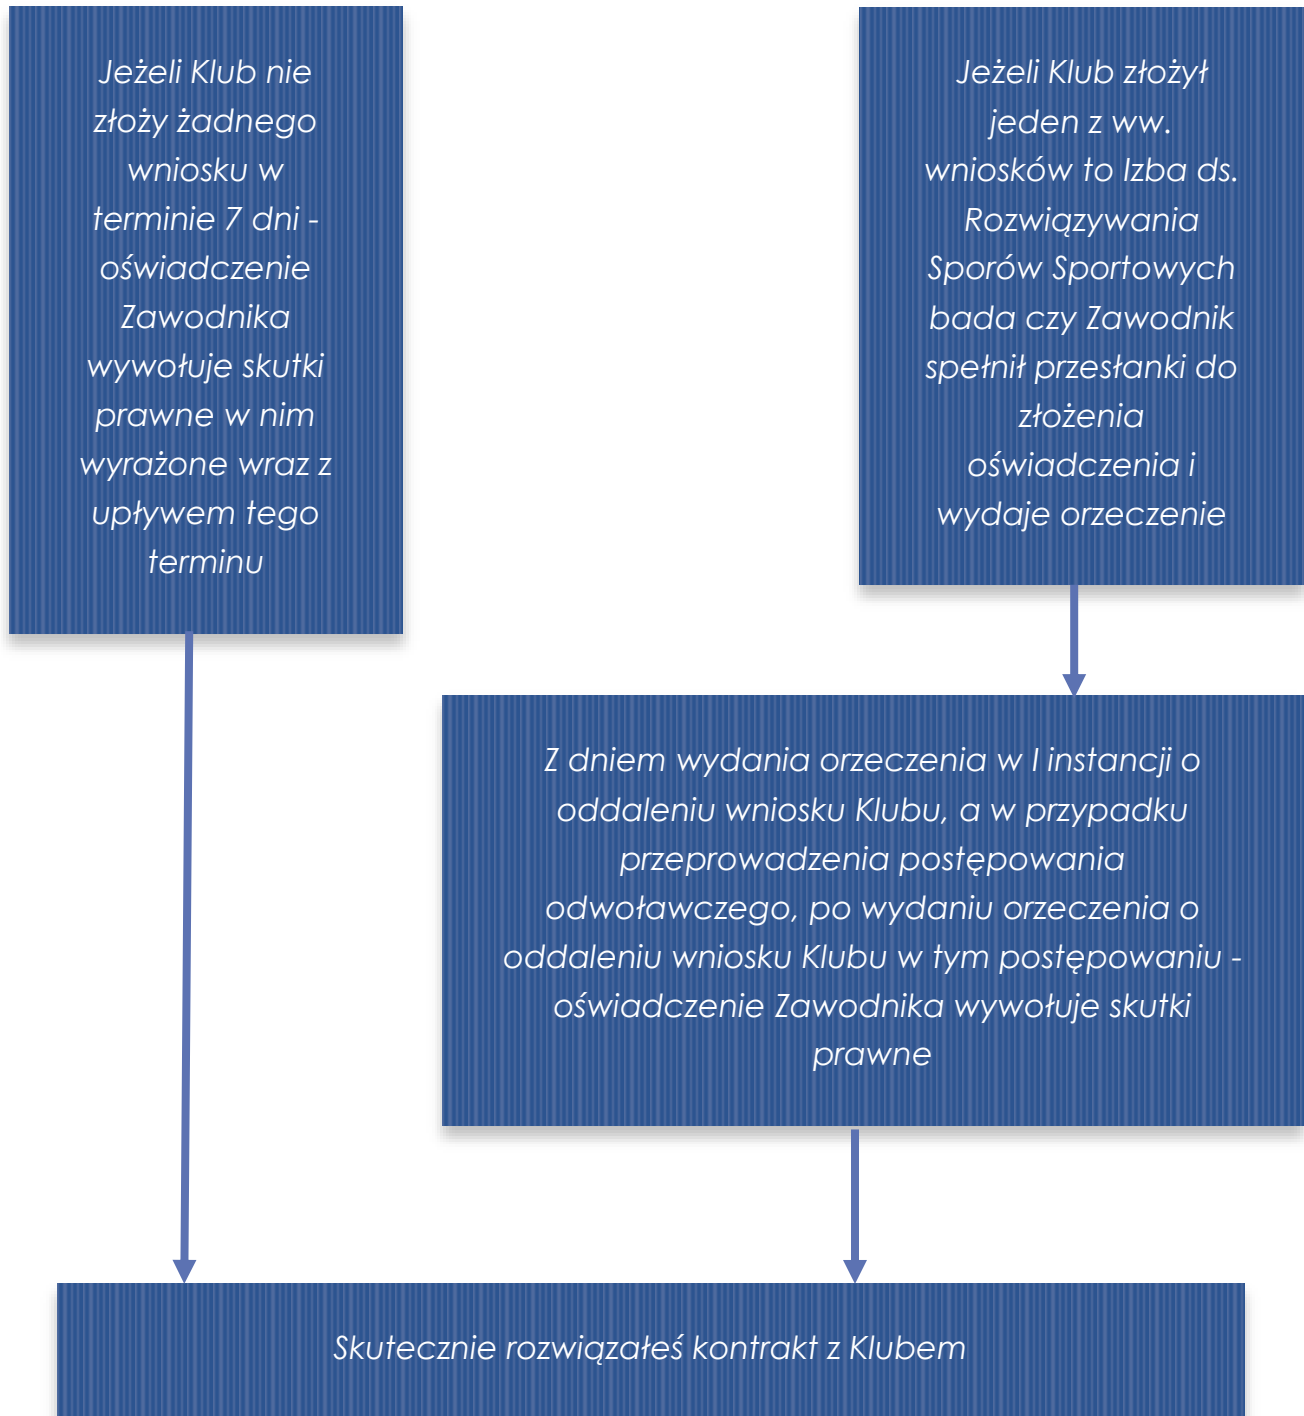 Jeżeli Klub nie
złoży żadnego
wniosku w
terminie 7 dni -
oświadczenie
Zawodnika
wywołuje skutki
prawne w nim
wyrażone wraz z
upływem tego
terminu
Jeżeli Klub złożył
jeden z ww.
wniosków to Izba ds.
Rozwiązywania
Sporów Sportowych
bada czy Zawodnik
spełnił przesłanki do
złożenia
oświadczenia i
wydaje orzeczenie
Z dniem wydania orzeczenia w I instancji o
oddaleniu wniosku Klubu, a w przypadku
przeprowadzenia postępowania
odwoławczego, po wydaniu orzeczenia o
oddaleniu wniosku Klubu w tym postępowaniu -
oświadczenie Zawodnika wywołuje skutki
prawne
Skutecznie rozwiązałeś kontrakt z Klubem